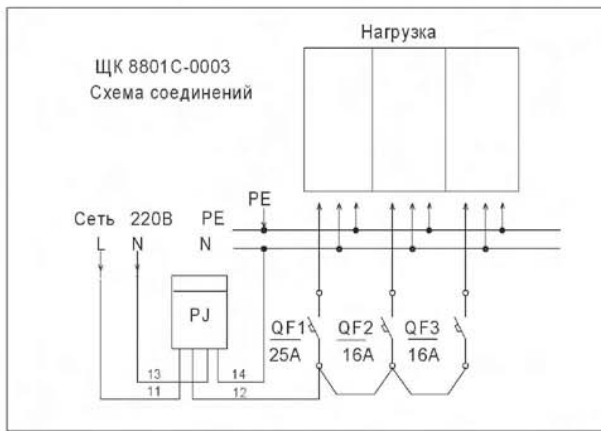 Нагрузка
ЩК 8801С-0003
Схема соединений
PE
Сеть 220В PE
L N N
PJ
QF1 QF2 QF3
25А 16А 16А
13 14
11 12